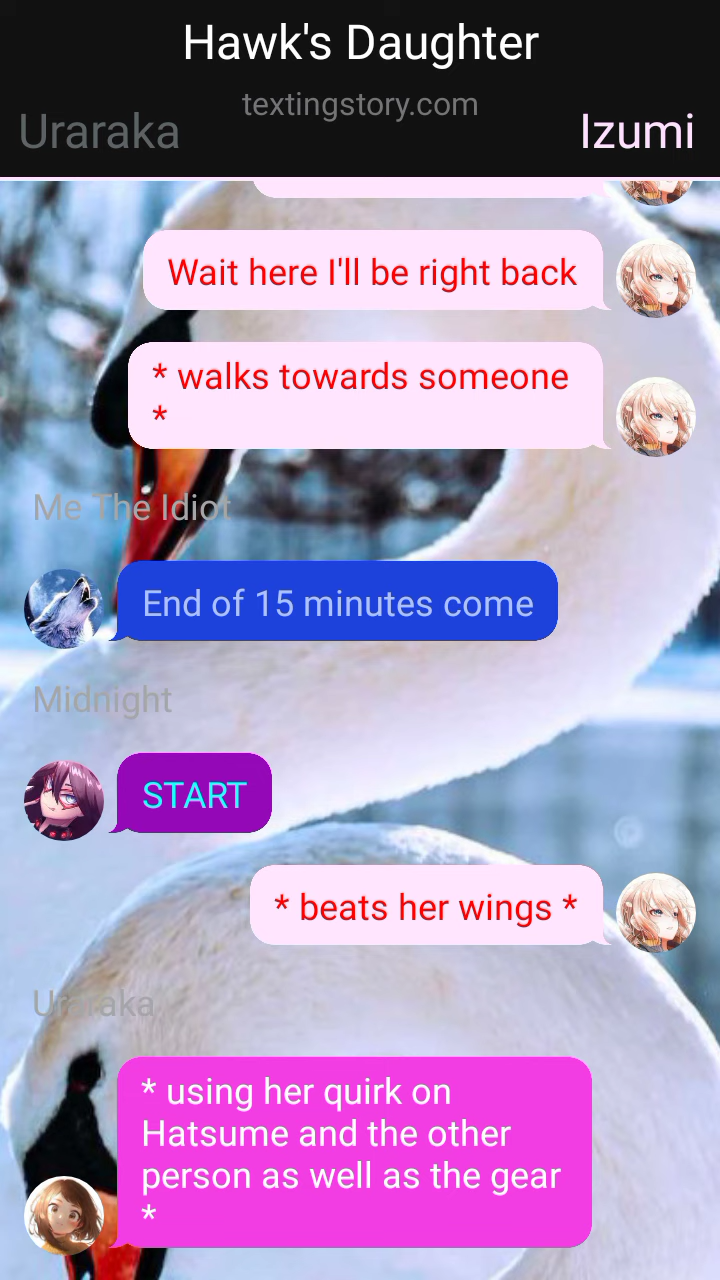 Hawk's Daughter
textingstory.com
Uraraka
Izumi
Wait here I'll be right back
* walks towards someone
*
Me The Idiot
End of 15 minutes come
Midnight
START
* beats her wings *
Uraraka
* using her quirk on
Hatsume and the other
person as well as the gear
*